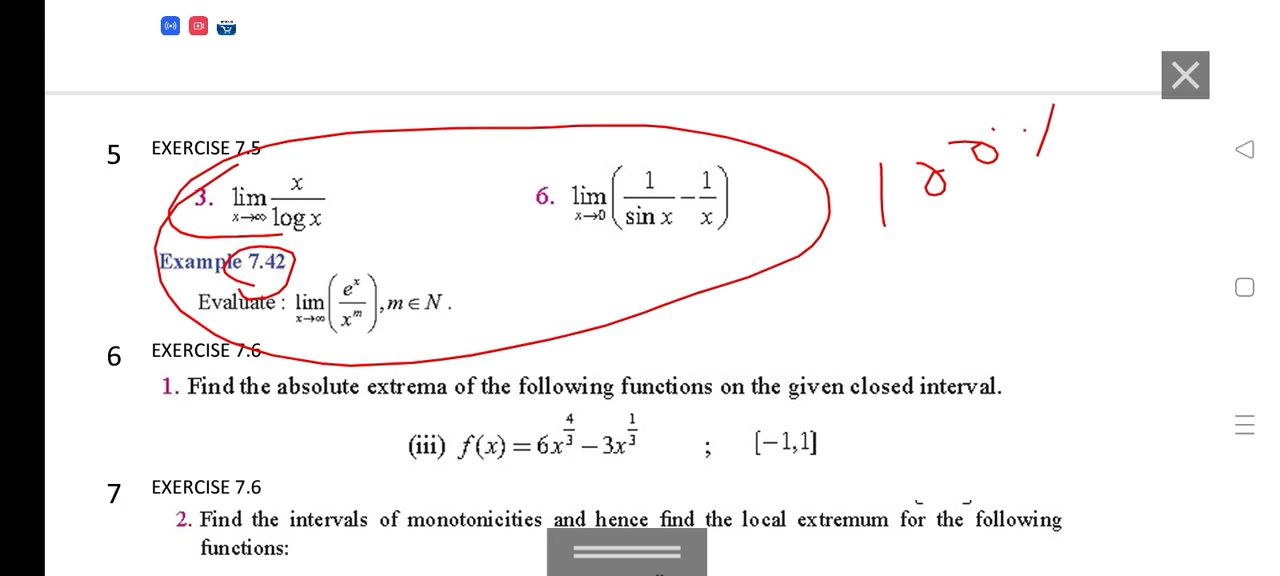 5 EXERCISE 7.5
100%
3. lim x→∞ x/log x 6. lim x→0 (1/sin x − 1/x)
Example 7.42
Evaluate : lim x→∞ (e^x/x^m), m ∈ N .
6 EXERCISE 7.6
1. Find the absolute extrema of the following functions on the given closed interval.
(iii) f(x) = 6x^(4/3) − 3x^(1/3) ; [−1,1]
7 EXERCISE 7.6
2. Find the intervals of monotonicities and hence find the local extremum for the following
functions: